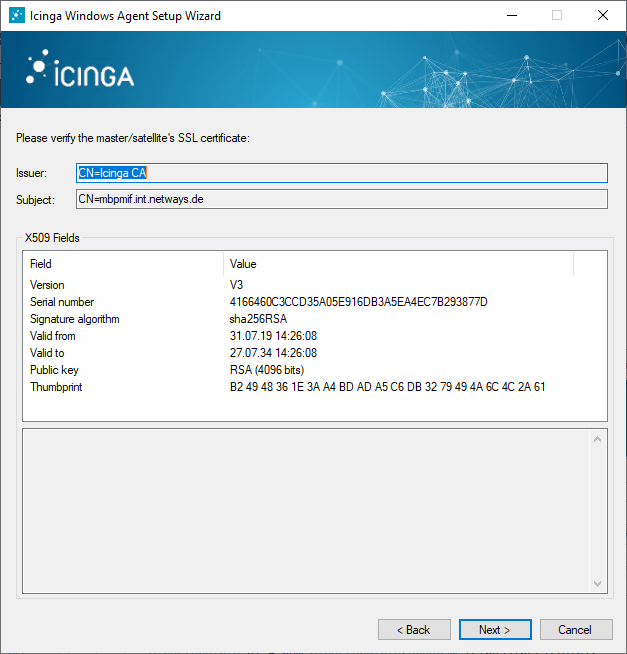 Icinga Windows Agent Setup Wizard
ICINGA
Please verify the master/satellite's SSL certificate:
Issuer: CN=Icinga CA
Subject: CN=mbpmif.int.netways.de
X509 Fields
Field Value
Version V3
Serial number 4166460C3CCD35A05E916DB3A5EA4EC7B293877D
Signature algorithm sha256RSA
Valid from 31.07.19 14:26:08
Valid to 27.07.34 14:26:08
Public key RSA (4096 bits)
Thumbprint B2 49 48 36 1E 3A A4 BD AD A5 C6 DB 32 79 49 4A 6C 4C 2A 61
< Back Next > Cancel